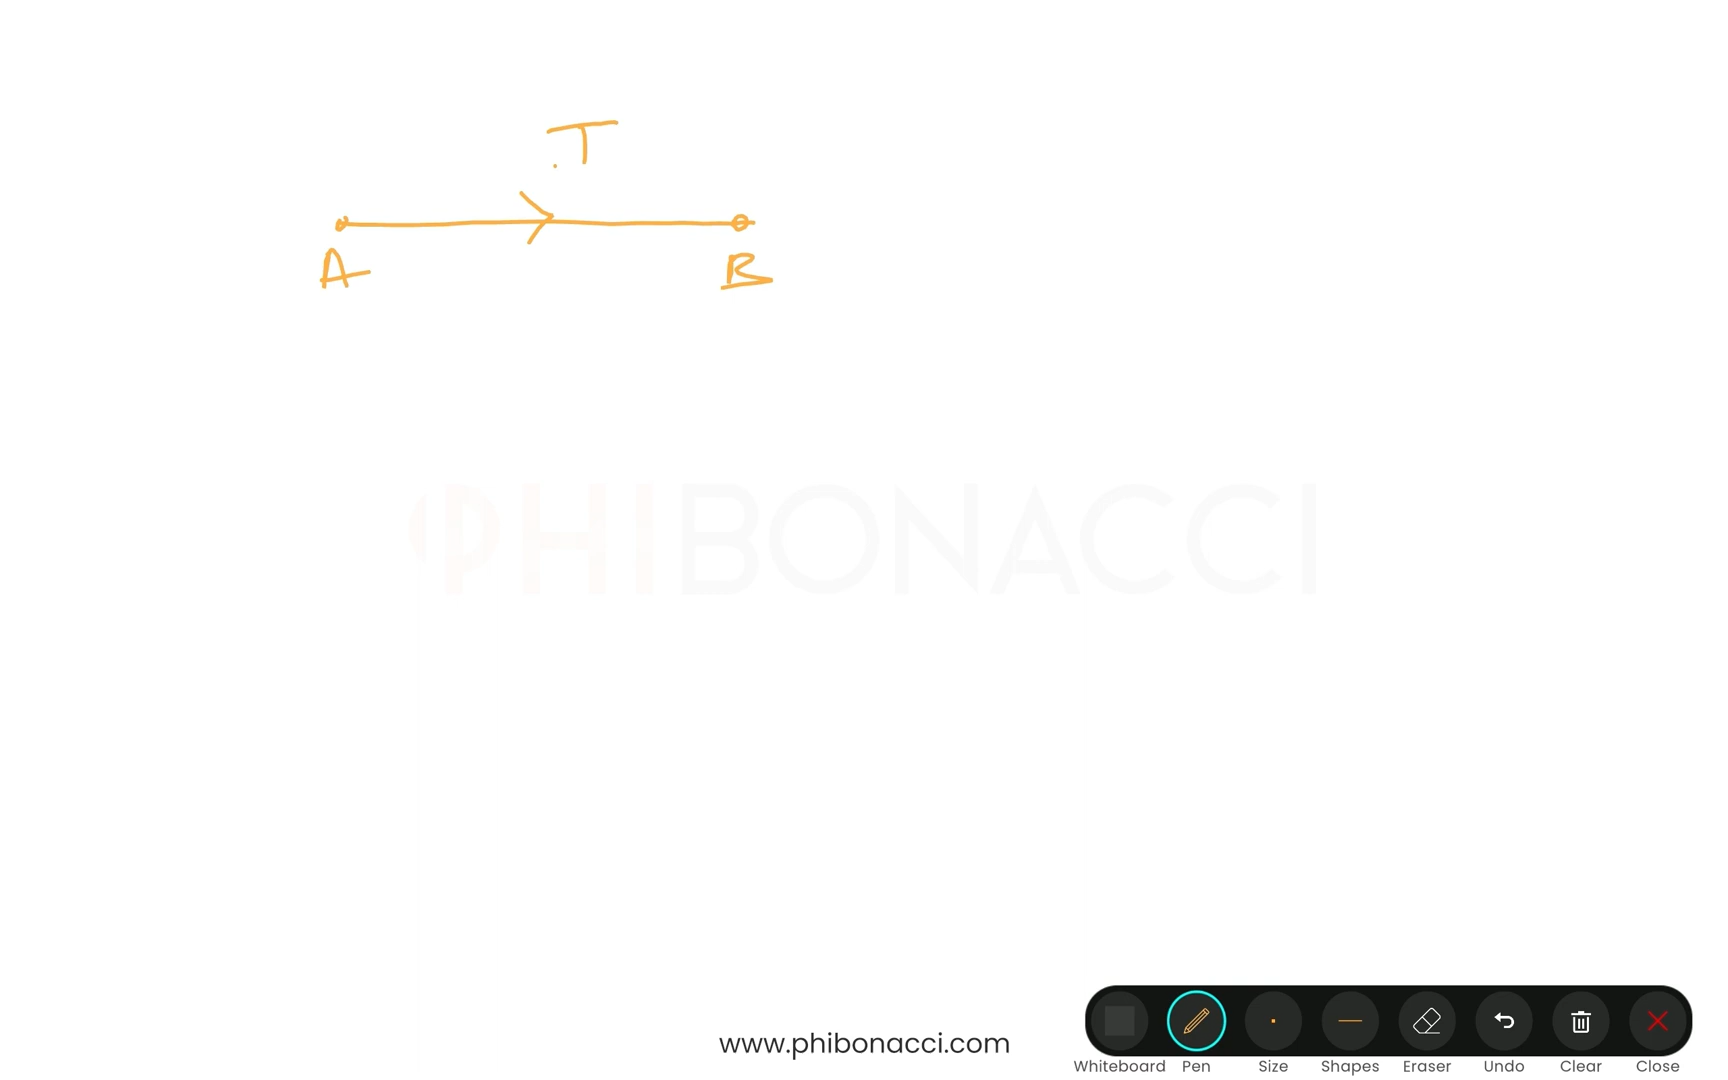 T
A B
PHIBONACCI
www.phibonacci.com
Whiteboard Pen Size Shapes Eraser Undo Clear Close